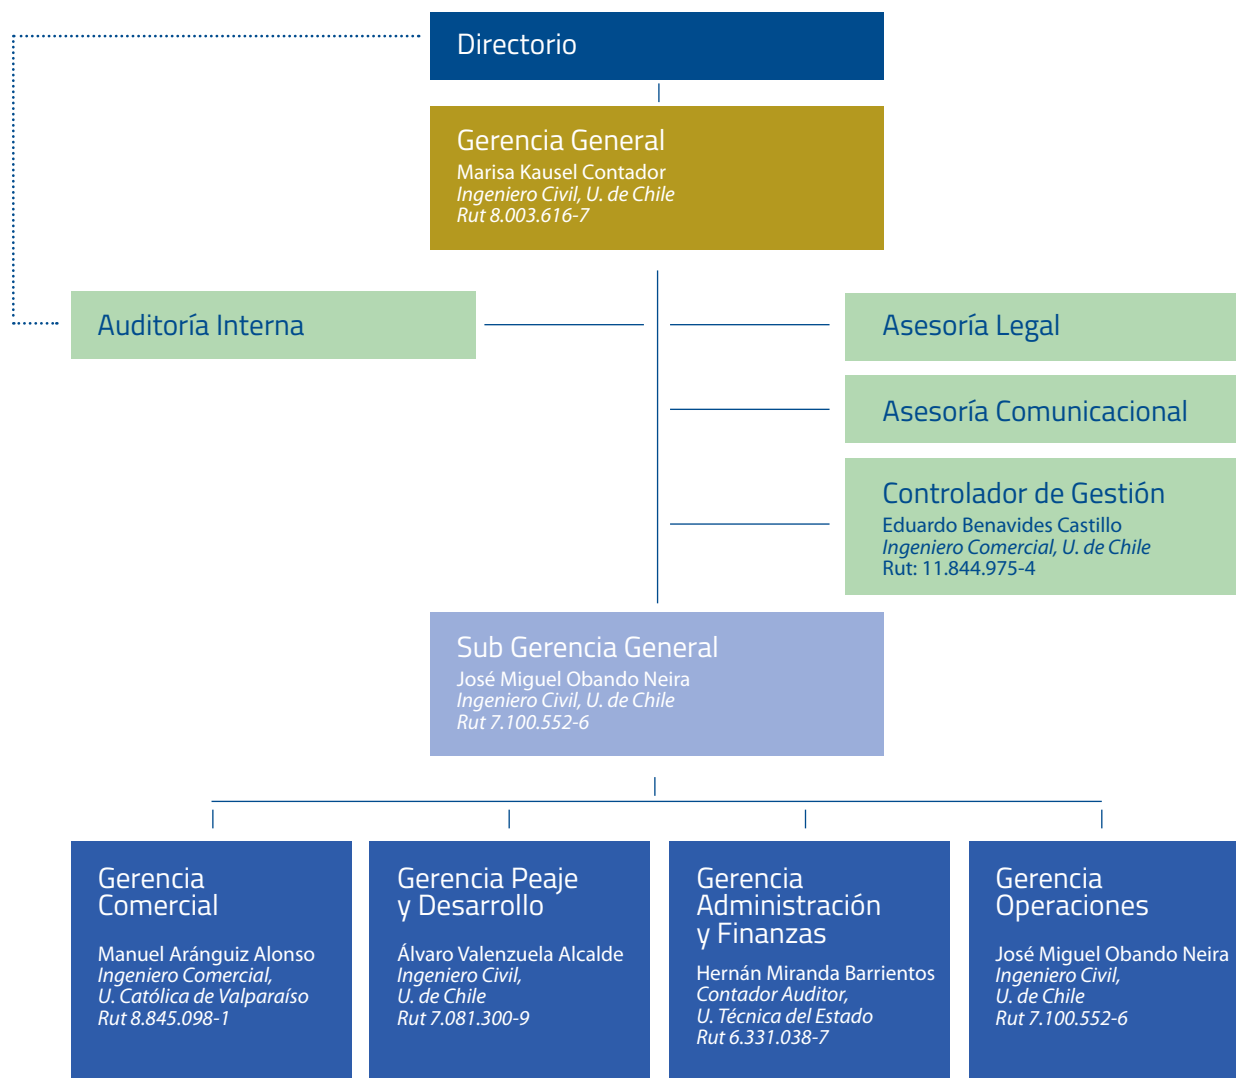 Directorio
Gerencia General
Marisa Kausel Contador
Ingeniero Civil, U. de Chile
Rut 8.003.616-7
Auditoría Interna
Asesoría Legal
Asesoría Comunicacional
Controlador de Gestión
Eduardo Benavides Castillo
Ingeniero Comercial, U. de Chile
Rut: 11.844.975-4
Sub Gerencia General
José Miguel Obando Neira
Ingeniero Civil, U. de Chile
Rut 7.100.552-6
Gerencia
Comercial
Manuel Aránguiz Alonso
Ingeniero Comercial,
U. Católica de Valparaíso
Rut 8.845.098-1
Gerencia Peaje
y Desarrollo
Álvaro Valenzuela Alcalde
Ingeniero Civil,
U. de Chile
Rut 7.081.300-9
Gerencia
Administración
y Finanzas
Hernán Miranda Barrientos
Contador Auditor,
U. Técnica del Estado
Rut 6.331.038-7
Gerencia
Operaciones
José Miguel Obando Neira
Ingeniero Civil,
U. de Chile
Rut 7.100.552-6